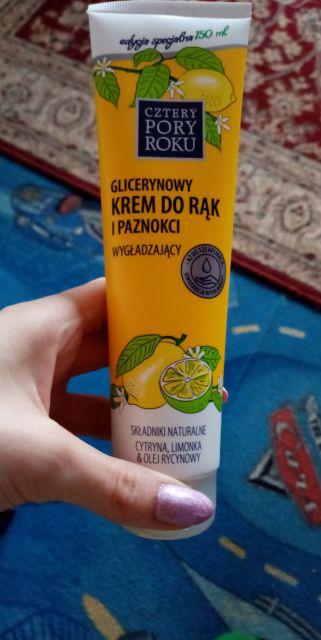 edycja specjalna 150 ml
CZTERY
PORY
ROKU
GLICERYNOWY
KREM DO RĄK
I PAZNOKCI
WYGŁADZAJĄCY
SKŁADNIKI NATURALNE
CYTRYNA, LIMONKA
& OLEJ RYCYNOWY
Cars